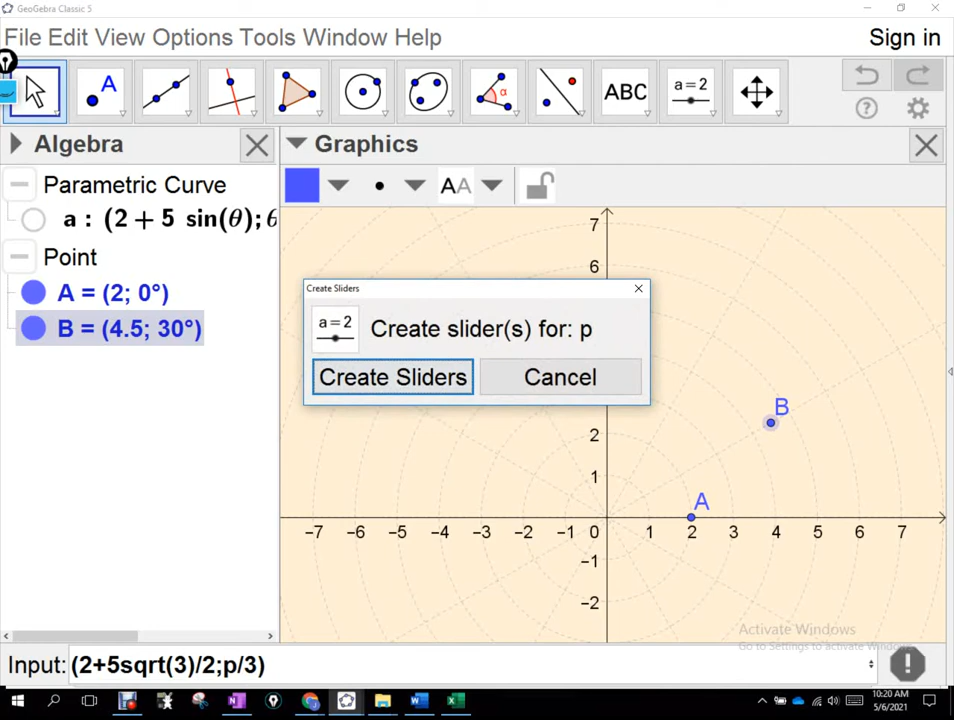 GeoGebra Classic 5
File Edit View Options Tools Window Help
Sign in
A
α
ABC
a=2
Algebra
Graphics
Parametric Curve
a : (2 + 5 sin(θ);
Point
A = (2; 0°)
B = (4.5; 30°)
AA
Create Sliders
a=2
Create slider(s) for: p
Create Sliders
Cancel
7
6
2
1
−1
−2
−7 −6 −5 −4 −3 −2 −1 0 1 2 3 4 5 6 7
B
A
Activate Windows
Go to Settings to activate Windows.
Input: (2+5sqrt(3)/2;p/3)
10:20 AM
5/6/2021